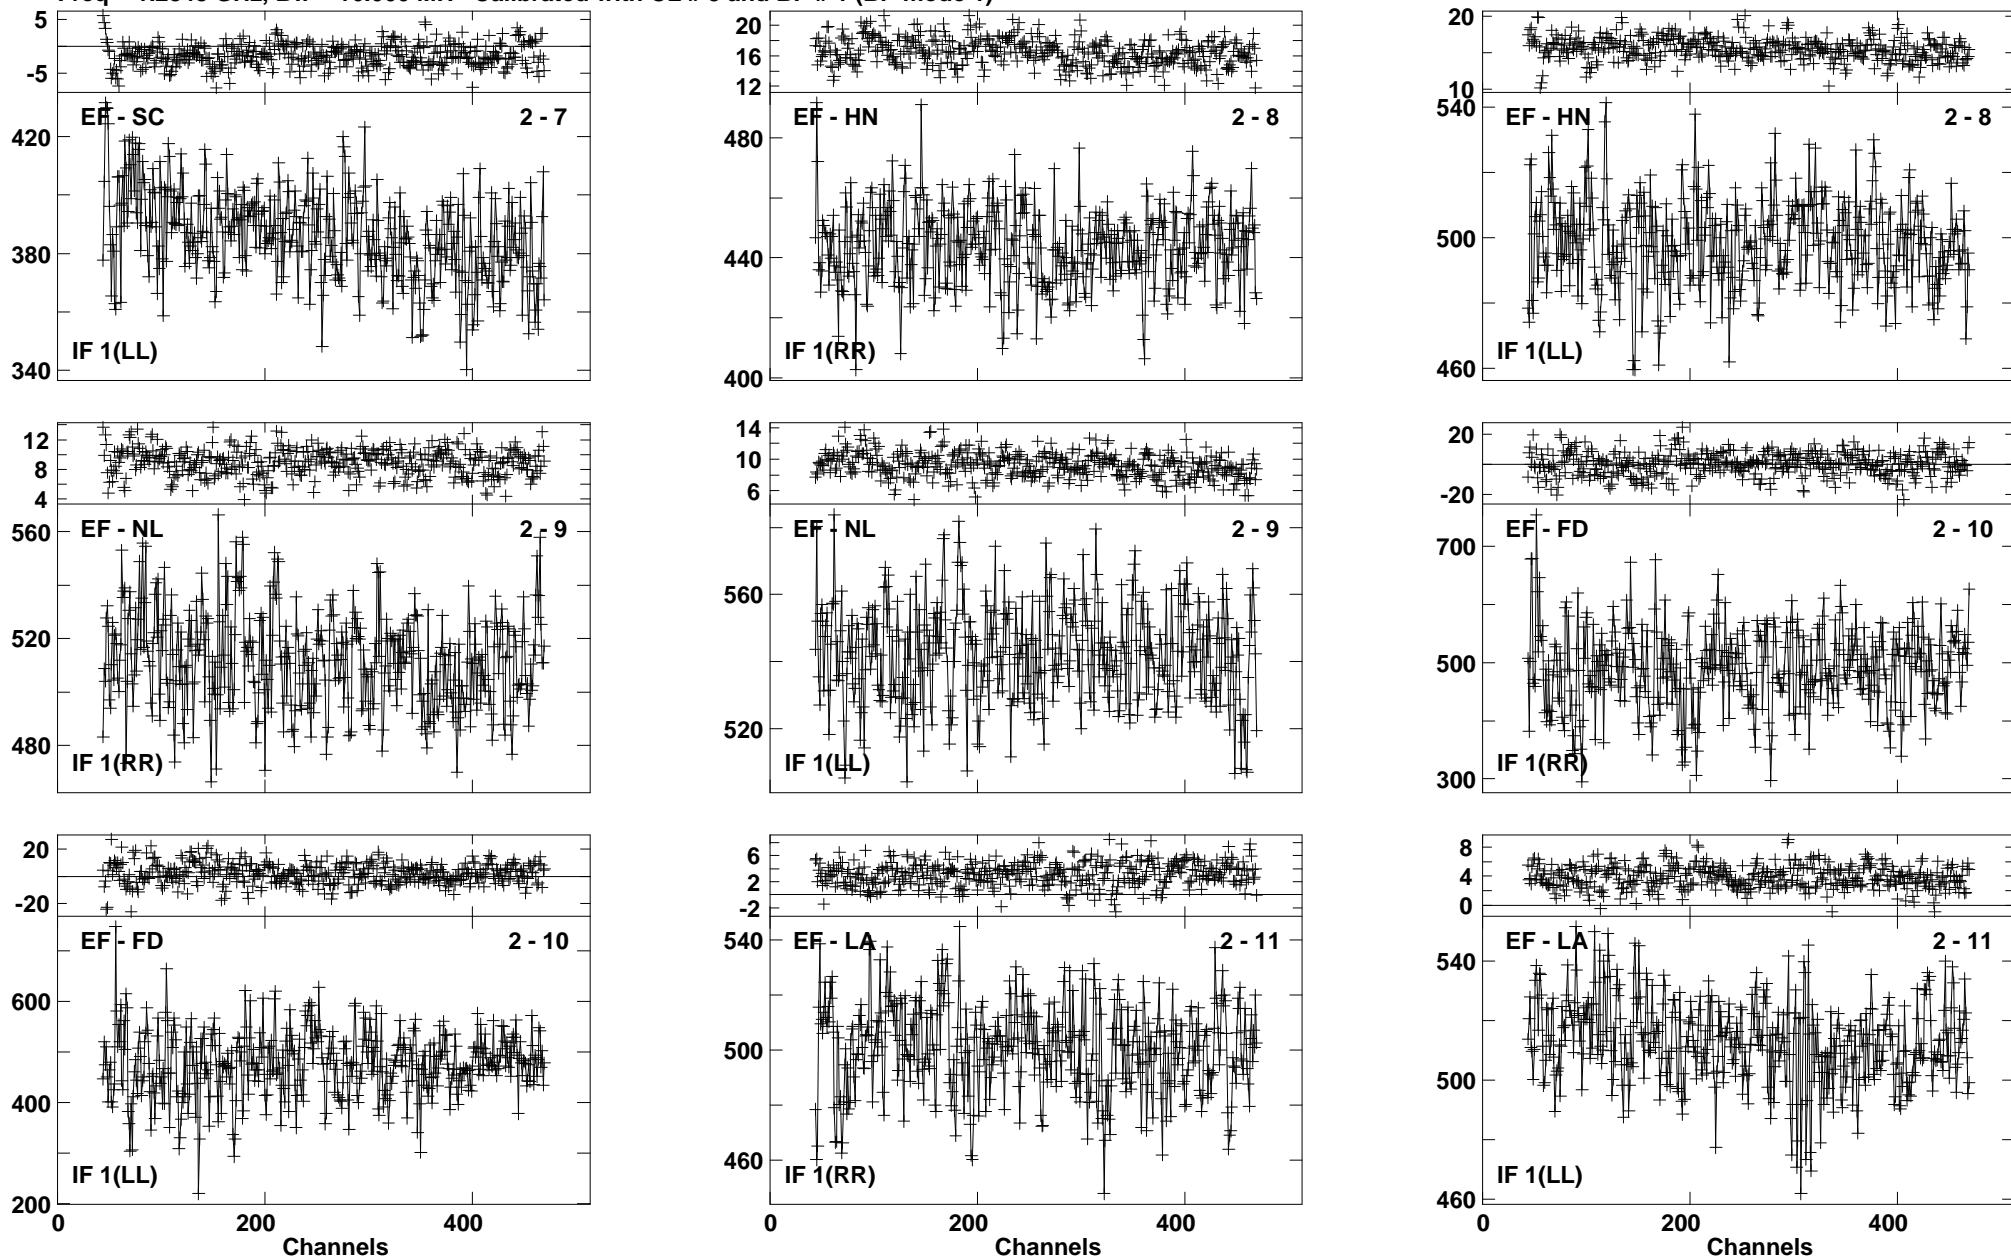 5
-5
EF - SC
2 - 7
420
380
340
IF 1(LL)
20
16
12
EF - HN
2 - 8
480
440
400
IF 1(RR)
20
10
EF - HN
2 - 8
540
500
460
IF 1(LL)
12
8
4
EF - NL
2 - 9
560
520
480
IF 1(RR)
14
10
6
EF - NL
2 - 9
560
520
IF 1(LL)
20
-20
EF - FD
2 - 10
700
500
300
IF 1(RR)
20
-20
EF - FD
2 - 10
600
400
200
IF 1(LL)
0 200 400
Channels
6
2
-2
EF - LA
2 - 11
540
500
460
IF 1(RR)
0 200 400
Channels
8
4
0
EF - LA
2 - 11
540
500
460
IF 1(LL)
0 200 400
Channels